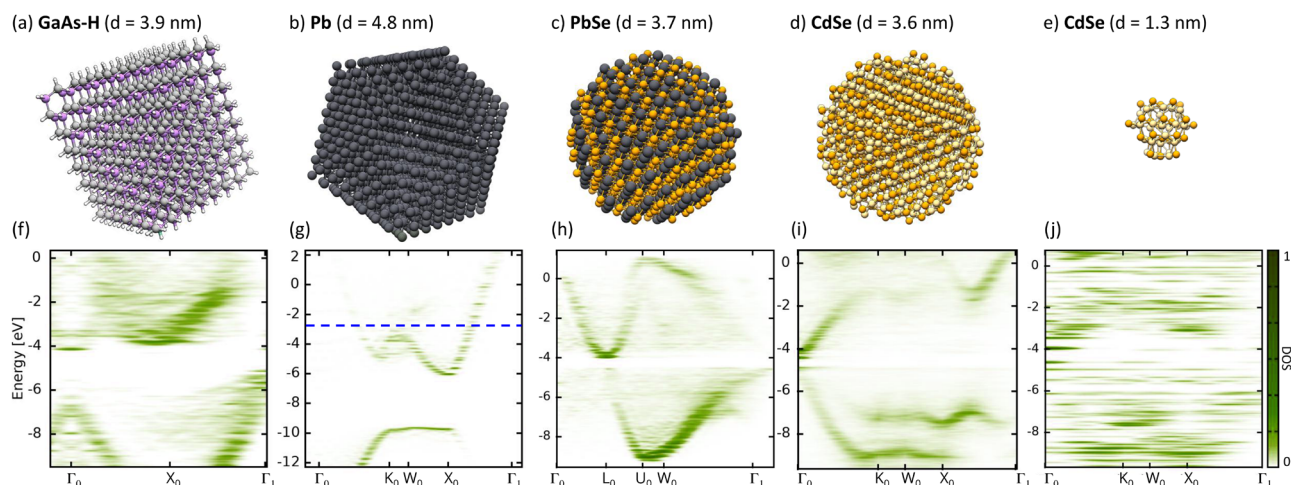 (a) GaAs-H (d = 3.9 nm)
b) Pb (d = 4.8 nm)
c) PbSe (d = 3.7 nm)
d) CdSe (d = 3.6 nm)
e) CdSe (d = 1.3 nm)
(f)
(g)
(h)
(i)
(j)
Energy [eV]
0
-2
-4
-6
-8
Γ₀ X₀ Γ₁
2
0
-2
-4
-6
-8
-10
-12
Γ₀ K₀ W₀ X₀ Γ₁
0
-2
-4
-6
-8
Γ₀ L₀ U₀ W₀ Γ₁
0
-2
-4
-6
-8
Γ₀ K₀ W₀ X₀ Γ₁
0
-2
-4
-6
-8
K₀ W₀ X₀ Γ₁
1
DOS
0